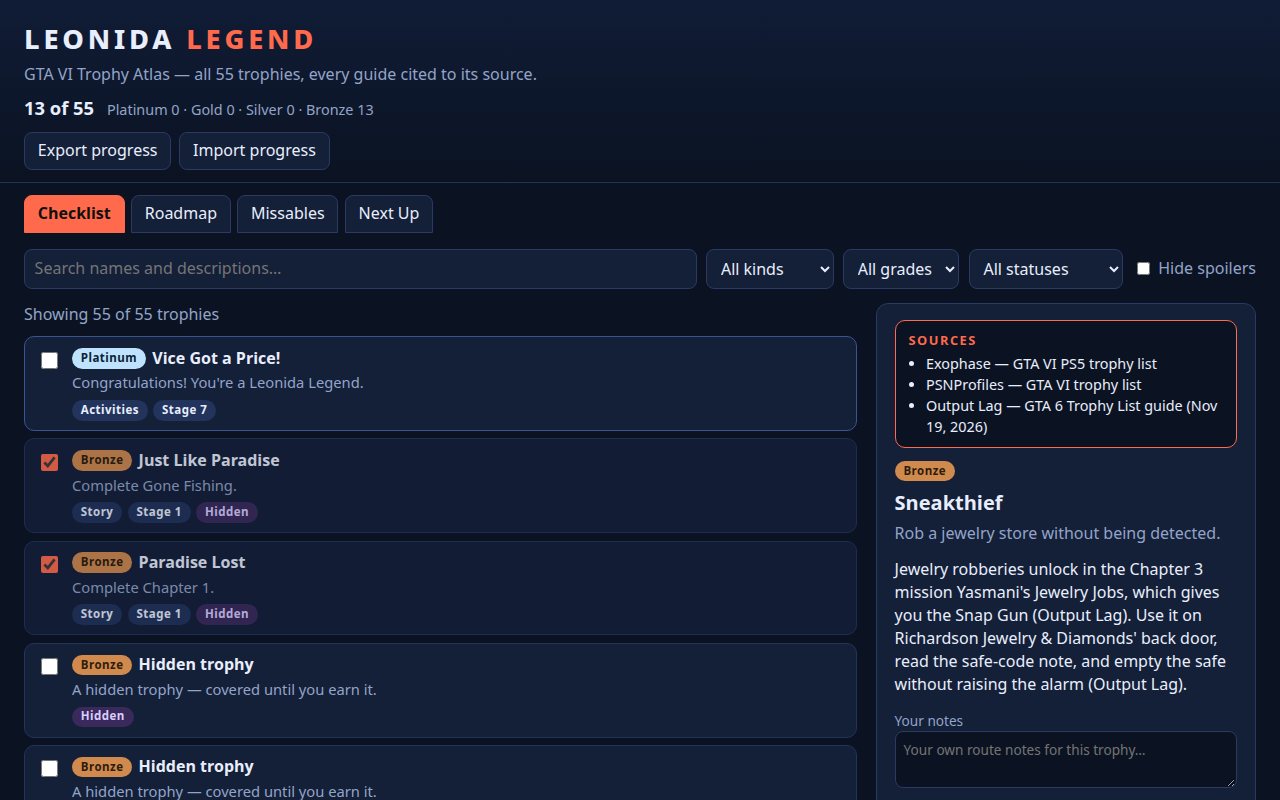 LEONIDA LEGEND
GTA VI Trophy Atlas — all 55 trophies, every guide cited to its source.
13 of 55 Platinum 0 · Gold 0 · Silver 0 · Bronze 13
Export progress Import progress
Checklist Roadmap Missables Next Up
Search names and descriptions... All kinds All grades All statuses Hide spoilers
Showing 55 of 55 trophies
Platinum Vice Got a Price!
Congratulations! You're a Leonida Legend.
Activities Stage 7
Bronze Just Like Paradise
Complete Gone Fishing.
Story Stage 1 Hidden
Bronze Paradise Lost
Complete Chapter 1.
Story Stage 1 Hidden
Bronze Hidden trophy
A hidden trophy — covered until you earn it.
Hidden
Bronze Hidden trophy
A hidden trophy — covered until you earn it.
SOURCES
Exophase — GTA VI PS5 trophy list
PSNProfiles — GTA VI trophy list
Output Lag — GTA 6 Trophy List guide (Nov
19, 2026)
Bronze
Sneakthief
Rob a jewelry store without being detected.
Jewelry robberies unlock in the Chapter 3
mission Yasmani's Jewelry Jobs, which gives
you the Snap Gun (Output Lag). Use it on
Richardson Jewelry & Diamonds' back door,
read the safe-code note, and empty the safe
without raising the alarm (Output Lag).
Your notes
Your own route notes for this trophy...